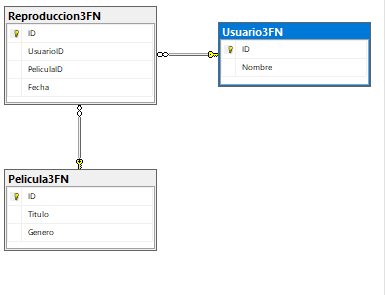 Reproduccion3FN
ID
UsuarioID
PeliculaID
Fecha
Usuario3FN
ID
Nombre
Pelicula3FN
ID
Titulo
Genero